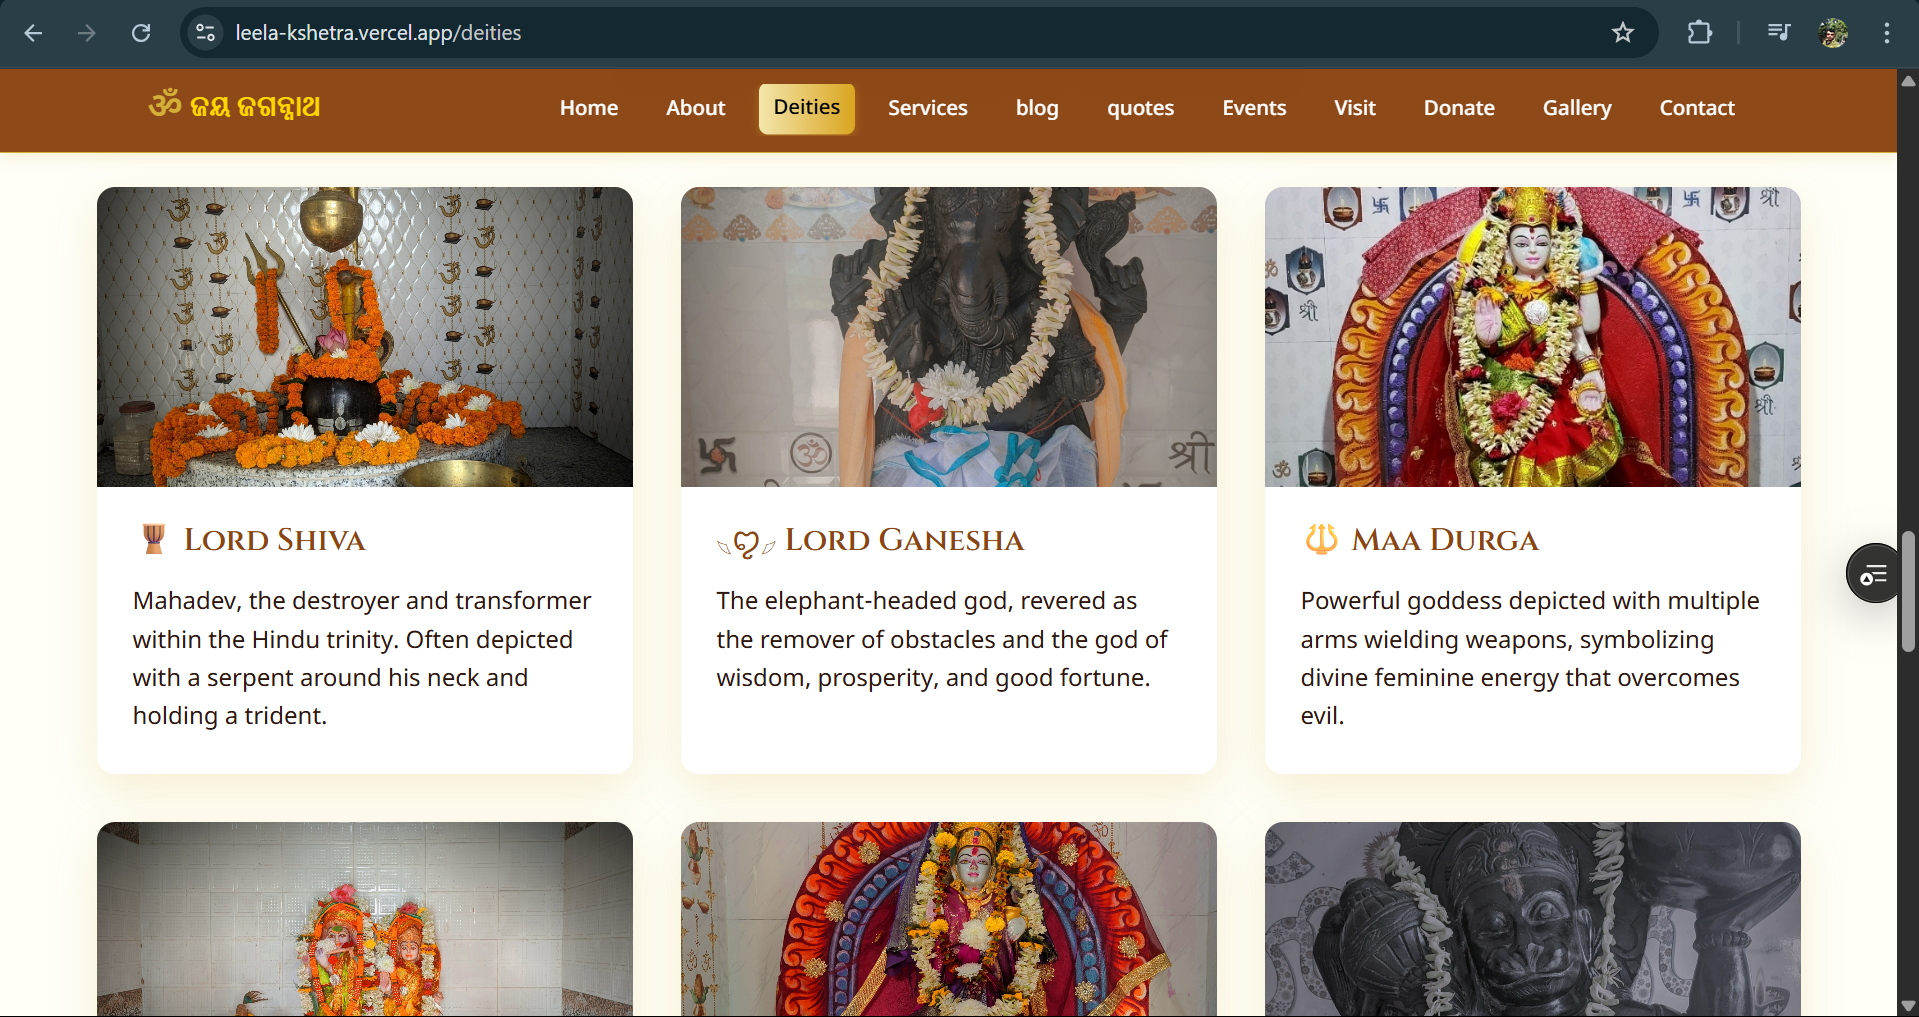 leela-kshetra.vercel.app/deities
ॐ ଜୟ ଜଗନ୍ନାଥ
Home About Deities Services blog quotes Events Visit Donate Gallery Contact
Lord Shiva
Mahadev, the destroyer and transformer
within the Hindu trinity. Often depicted
with a serpent around his neck and
holding a trident.
ஐ Lord Ganesha
The elephant-headed god, revered as
the remover of obstacles and the god of
wisdom, prosperity, and good fortune.
Maa Durga
Powerful goddess depicted with multiple
arms wielding weapons, symbolizing
divine feminine energy that overcomes
evil.
ॐ
श्री
श्री
श्री
श्री